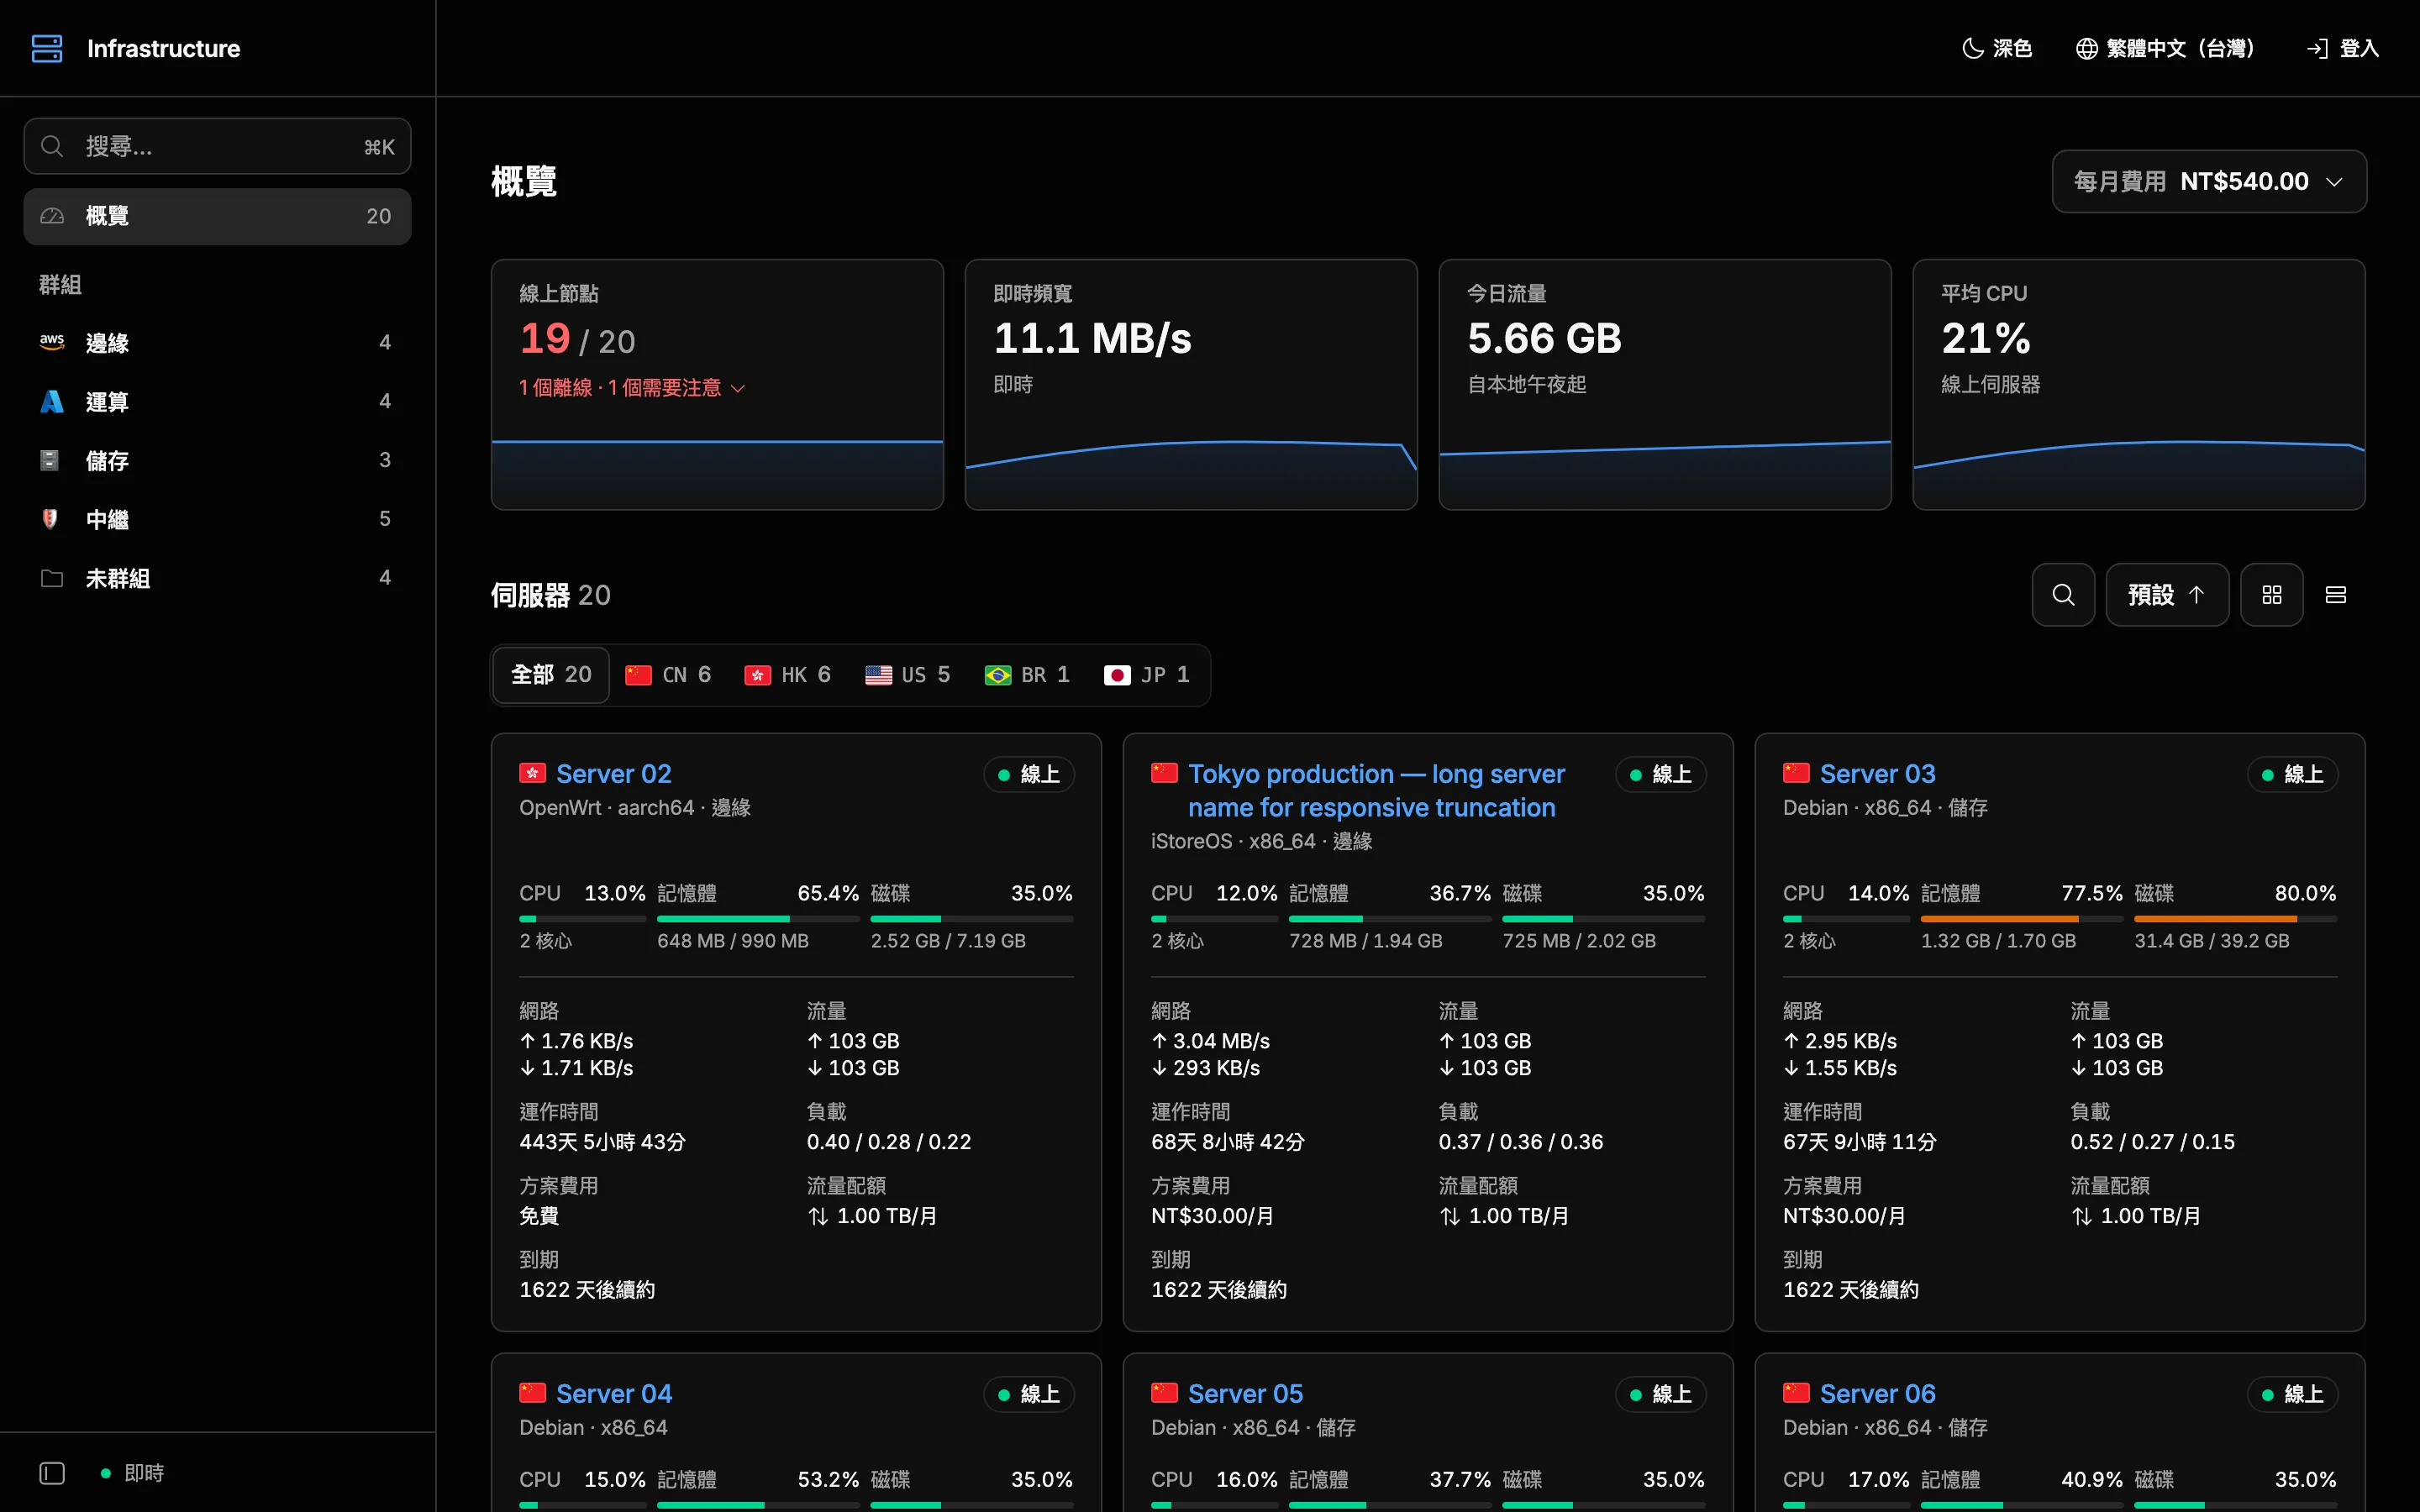 Infrastructure
深色
繁體中文（台灣）
登入
搜尋...
⌘K
概覽 20
群組
aws 邊緣 4
運算 4
儲存 3
中繼 5
未群組 4
概覽
每月費用 NT$540.00
線上節點
19 / 20
1 個離線 · 1 個需要注意
即時頻寬
11.1 MB/s
即時
今日流量
5.66 GB
自本地午夜起
平均 CPU
21%
線上伺服器
伺服器 20
預設 ↑
全部 20 CN 6 HK 6 US 5 BR 1 JP 1
Server 02
線上
OpenWrt · aarch64 · 邊緣
CPU 13.0% 記憶體 65.4% 磁碟 35.0%
2 核心 648 MB / 990 MB 2.52 GB / 7.19 GB
網路 流量
↑ 1.76 KB/s ↑ 103 GB
↓ 1.71 KB/s ↓ 103 GB
運作時間 負載
443天 5小時 43分 0.40 / 0.28 / 0.22
方案費用 流量配額
免費 ↑↓ 1.00 TB/月
到期
1622 天後續約
Tokyo production — long server
name for responsive truncation
線上
iStoreOS · x86_64 · 邊緣
CPU 12.0% 記憶體 36.7% 磁碟 35.0%
2 核心 728 MB / 1.94 GB 725 MB / 2.02 GB
網路 流量
↑ 3.04 MB/s ↑ 103 GB
↓ 293 KB/s ↓ 103 GB
運作時間 負載
68天 8小時 42分 0.37 / 0.36 / 0.36
方案費用 流量配額
NT$30.00/月 ↑↓ 1.00 TB/月
到期
1622 天後續約
Server 03
線上
Debian · x86_64 · 儲存
CPU 14.0% 記憶體 77.5% 磁碟 80.0%
2 核心 1.32 GB / 1.70 GB 31.4 GB / 39.2 GB
網路 流量
↑ 2.95 KB/s ↑ 103 GB
↓ 1.55 KB/s ↓ 103 GB
運作時間 負載
67天 9小時 11分 0.52 / 0.27 / 0.15
方案費用 流量配額
NT$30.00/月 ↑↓ 1.00 TB/月
到期
1622 天後續約
Server 04
線上
Debian · x86_64
CPU 15.0% 記憶體 53.2% 磁碟 35.0%
Server 05
線上
Debian · x86_64 · 儲存
CPU 16.0% 記憶體 37.7% 磁碟 35.0%
Server 06
線上
Debian · x86_64 · 儲存
CPU 17.0% 記憶體 40.9% 磁碟 35.0%
即時